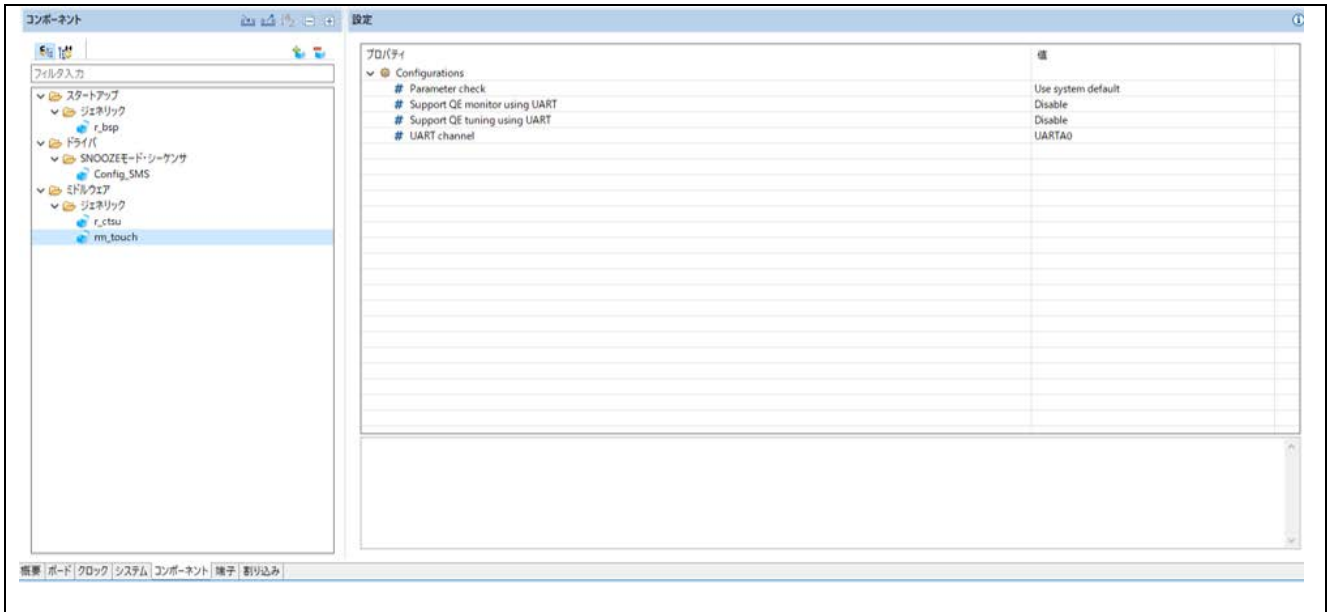 コンポーネント
設定
フィルタ入力
スタートアップ
ジェネリック
r_bsp
ドライバ
SNOOZEモード・シーケンサ
Config_SMS
ミドルウェア
ジェネリック
r_ctsu
rm_touch
プロパティ 値
Configurations
# Parameter check Use system default
# Support QE monitor using UART Disable
# Support QE tuning using UART Disable
# UART channel UARTA0
概要 ボード クロック システム コンポーネント 端子 割り込み